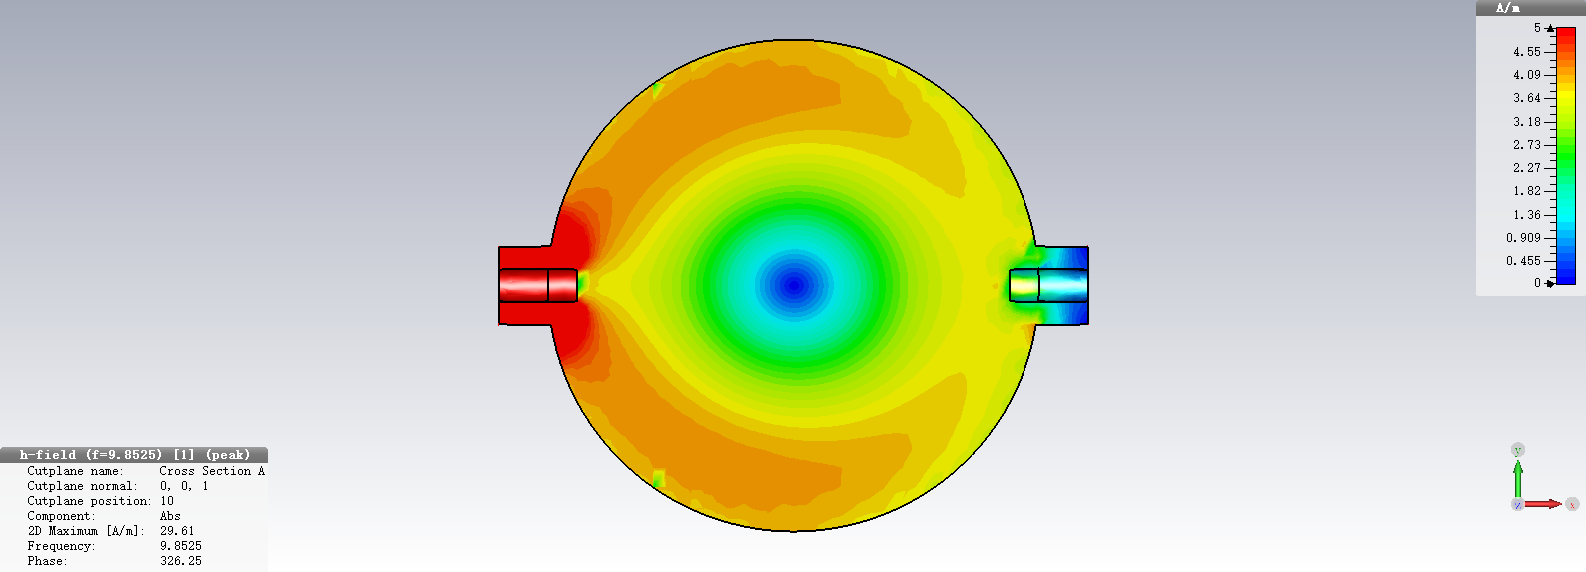 A/m
5
4.55
4.09
3.64
3.18
2.73
2.27
1.82
1.36
0.909
0.455
0
h-field (f=9.8525) [1] (peak)
Cutplane name: Cross Section A
Cutplane normal: 0, 0, 1
Cutplane position: 10
Component: Abs
2D Maximum [A/m]: 29.61
Frequency: 9.8525
Phase: 326.25
Y
Z
X